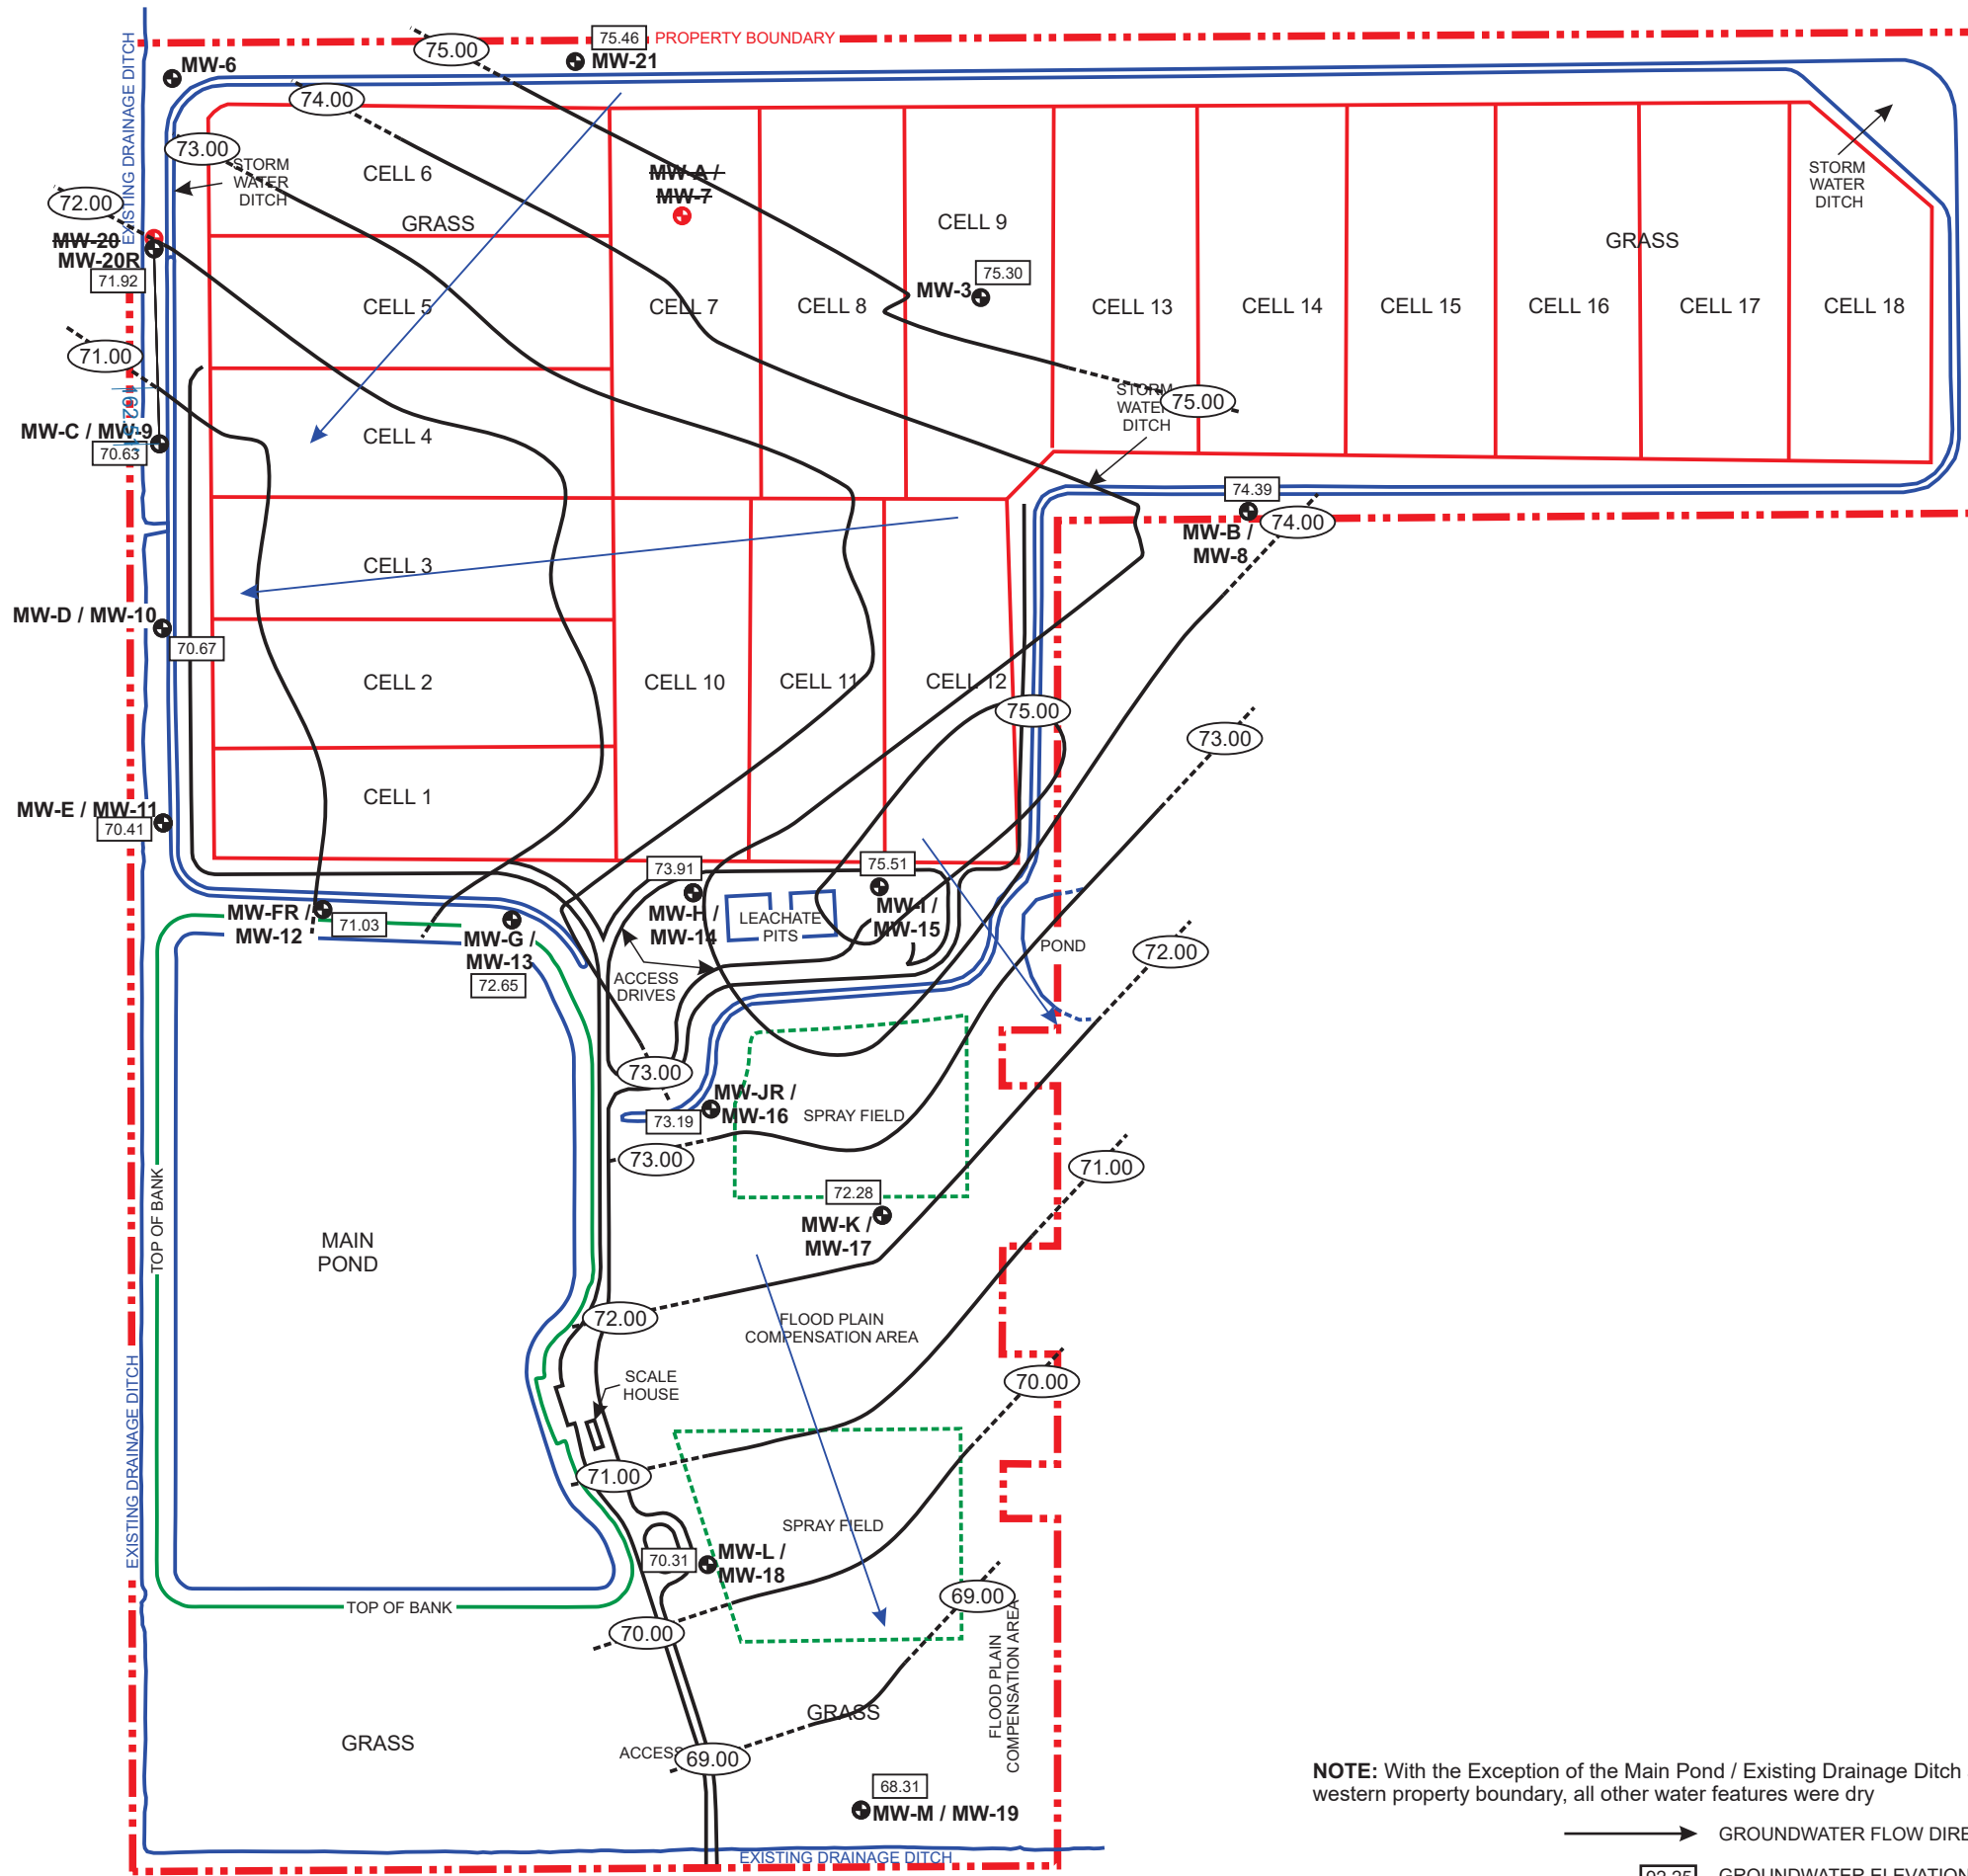 75.46
PROPERTY BOUNDARY
75.00
MW-21
MW-6
74.00
73.00
EXISTING DRAINAGE DITCH
STORM
WATER
DITCH
CELL 6
MW-A /
MW-7
GRASS
CELL 9
STORM
WATER
DITCH
GRASS
72.00
MW-20
MW-20R
71.92
75.30
MW-3
CELL 5
CELL 7
CELL 8
CELL 13
CELL 14
CELL 15
CELL 16
CELL 17
CELL 18
71.00
STORM
WATER
DITCH
75.00
MW-C / MW-9
70.63
CELL 4
74.39
74.00
MW-B /
MW-8
CELL 3
MW-D / MW-10
70.67
CELL 2
CELL 10
CELL 11
CELL 12
75.00
73.00
CELL 1
MW-E / MW-11
70.41
73.91
75.51
MW-FR /
MW-12
71.03
MW-G /
MW-13
72.65
MW-H /
MW-14
LEACHATE
PITS
MW-I /
MW-15
POND
72.00
ACCESS
DRIVES
73.00
MW-JR /
MW-16
73.19
SPRAY FIELD
73.00
71.00
72.28
MW-K /
MW-17
TOP OF BANK
MAIN
POND
72.00
FLOOD PLAIN
COMPENSATION AREA
70.00
SCALE
HOUSE
EXISTING DRAINAGE DITCH
71.00
SPRAY FIELD
70.31
MW-L /
MW-18
69.00
TOP OF BANK
70.00
FLOOD PLAIN
COMPENSATION AREA
GRASS
GRASS
ACCESS
69.00
68.31
MW-M / MW-19
EXISTING DRAINAGE DITCH
NOTE: With the Exception of the Main Pond / Existing Drainage Ditch
western property boundary, all other water features were dry
GROUNDWATER FLOW DIRE
GROUNDWATER ELEVATION